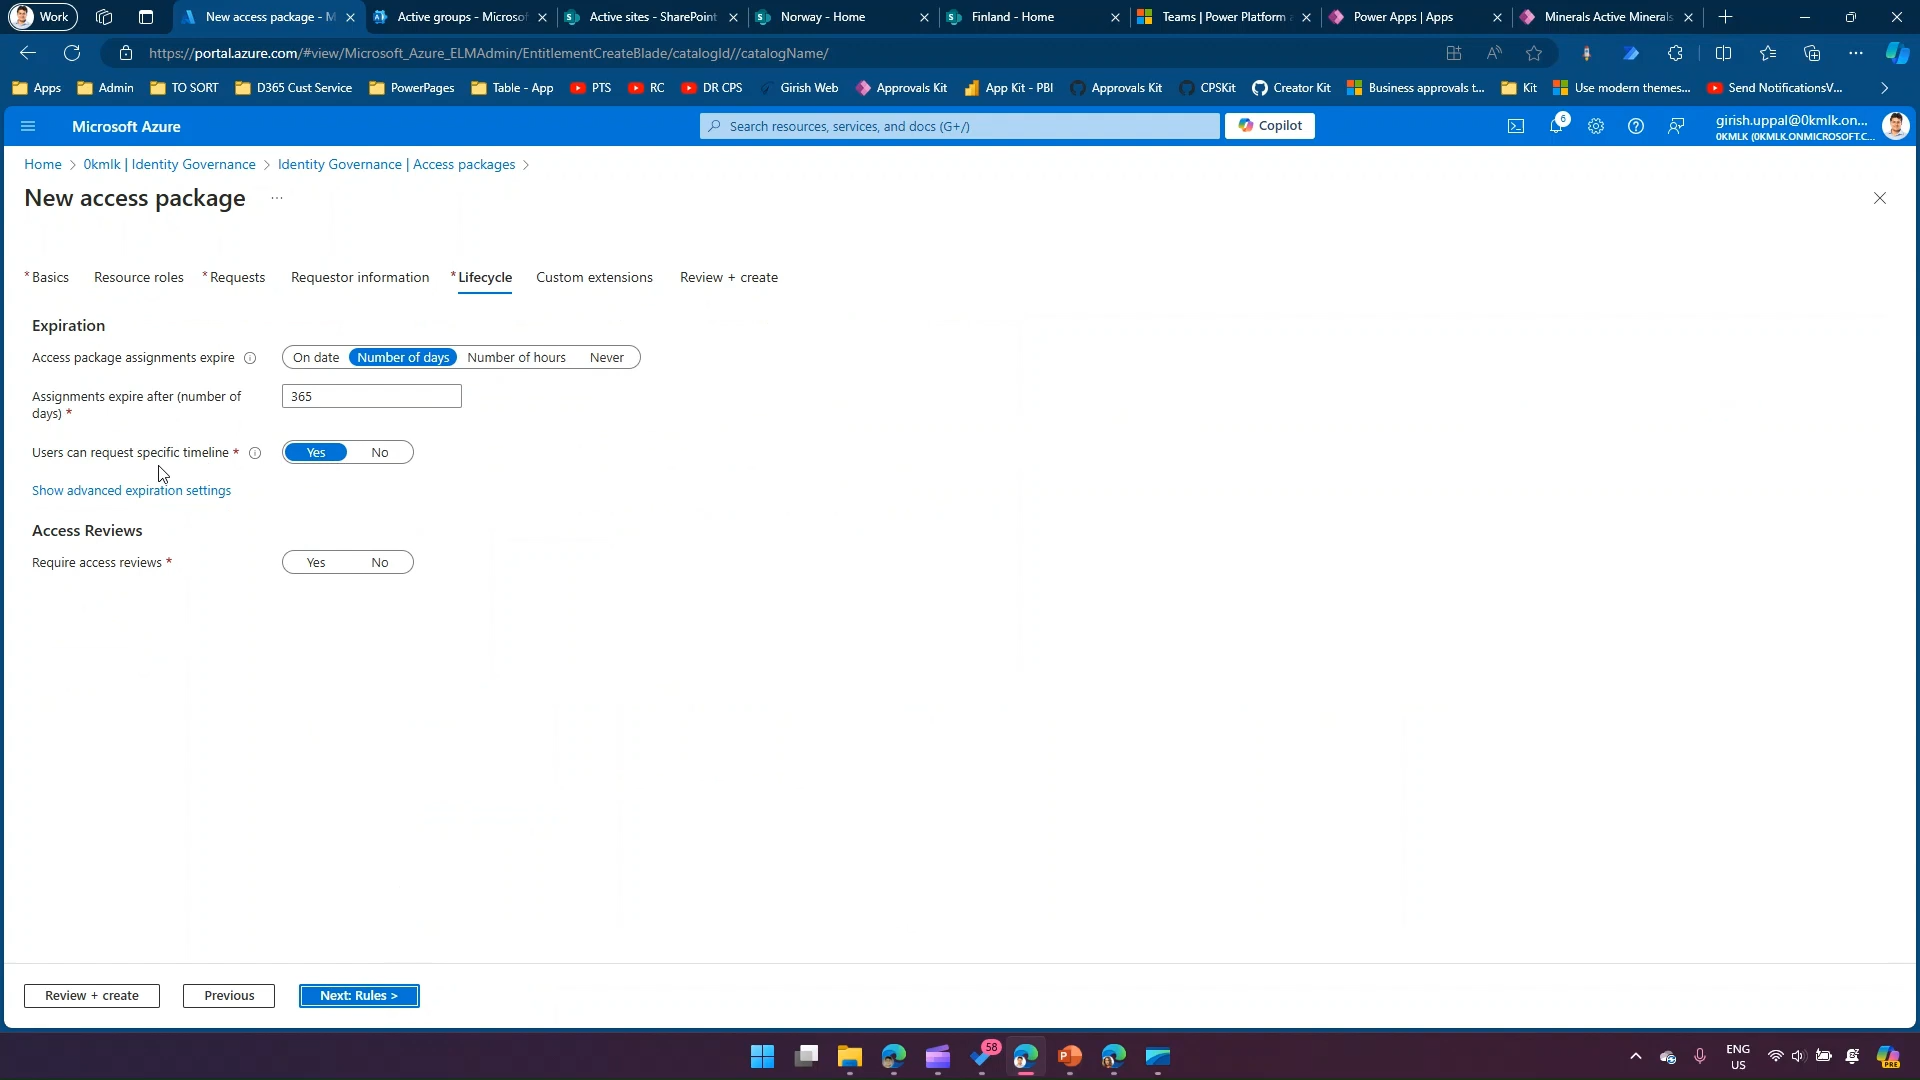 Work
New access package - M
Active groups - Microsof
Active sites - SharePoint
Norway - Home
Finland - Home
Teams | Power Platform a
Power Apps | Apps
Minerals Active Minerals
https://portal.azure.com/#view/Microsoft_Azure_ELMAdmin/EntitlementCreateBlade/catalogId//catalogName/
Apps
Admin
TO SORT
D365 Cust Service
PowerPages
Table - App
PTS
RC
DR CPS
Girish Web
Approvals Kit
App Kit - PBI
Approvals Kit
CPSKit
Creator Kit
Business approvals t...
Kit
Use modern themes...
Send NotificationsV...
Microsoft Azure
Search resources, services, and docs (G+/)
Copilot
6
girish.uppal@0kmlk.on...
0KMLK (0KMLK.ONMICROSOFT.C...
Home > 0kmlk | Identity Governance > Identity Governance | Access packages >
New access package ...
* Basics
Resource roles
* Requests
Requestor information
* Lifecycle
Custom extensions
Review + create
Expiration
Access package assignments expire
On date
Number of days
Number of hours
Never
Assignments expire after (number of
days) *
365
Users can request specific timeline *
Yes
No
Show advanced expiration settings
Access Reviews
Require access reviews *
Yes
No
Review + create
Previous
Next: Rules >
58
ENG
US
PRE